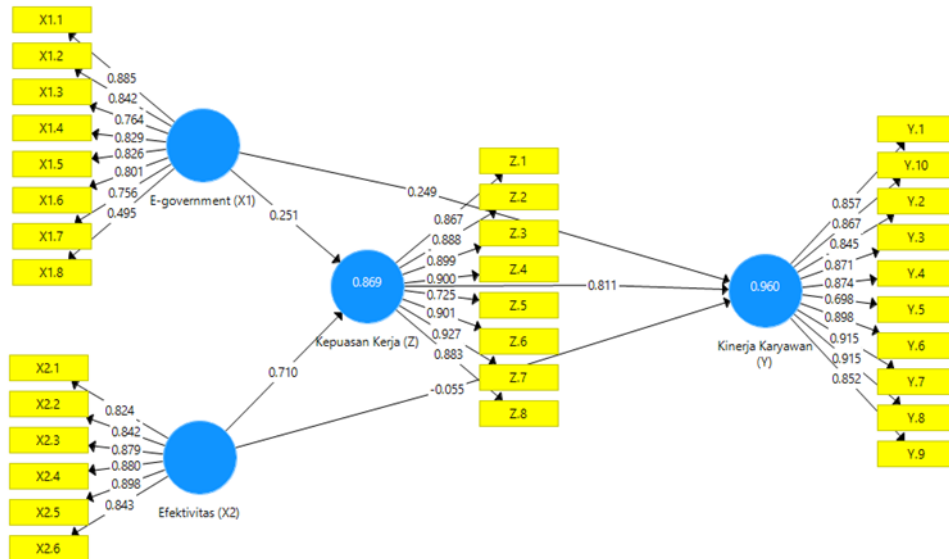 X1.1
X1.2
X1.3
X1.4
X1.5
X1.6
X1.7
X1.8
0.885
0.842
0.764
0.829
0.826
0.801
0.756
0.495
E-government (X1)
0.251
0.249
X2.1
X2.2
X2.3
X2.4
X2.5
X2.6
0.824
0.842
0.879
0.880
0.898
0.843
Efektivitas (X2)
0.710
-0.055
0.869
Kepuasan Kerja (Z)
0.867
0.888
0.899
0.900
0.725
0.901
0.927
0.883
Z.1
Z.2
Z.3
Z.4
Z.5
Z.6
Z.7
Z.8
0.811
0.960
Kinerja Karyawan
(Y)
0.857
0.867
0.845
0.871
0.874
0.698
0.898
0.915
0.915
0.852
Y.1
Y.10
Y.2
Y.3
Y.4
Y.5
Y.6
Y.7
Y.8
Y.9